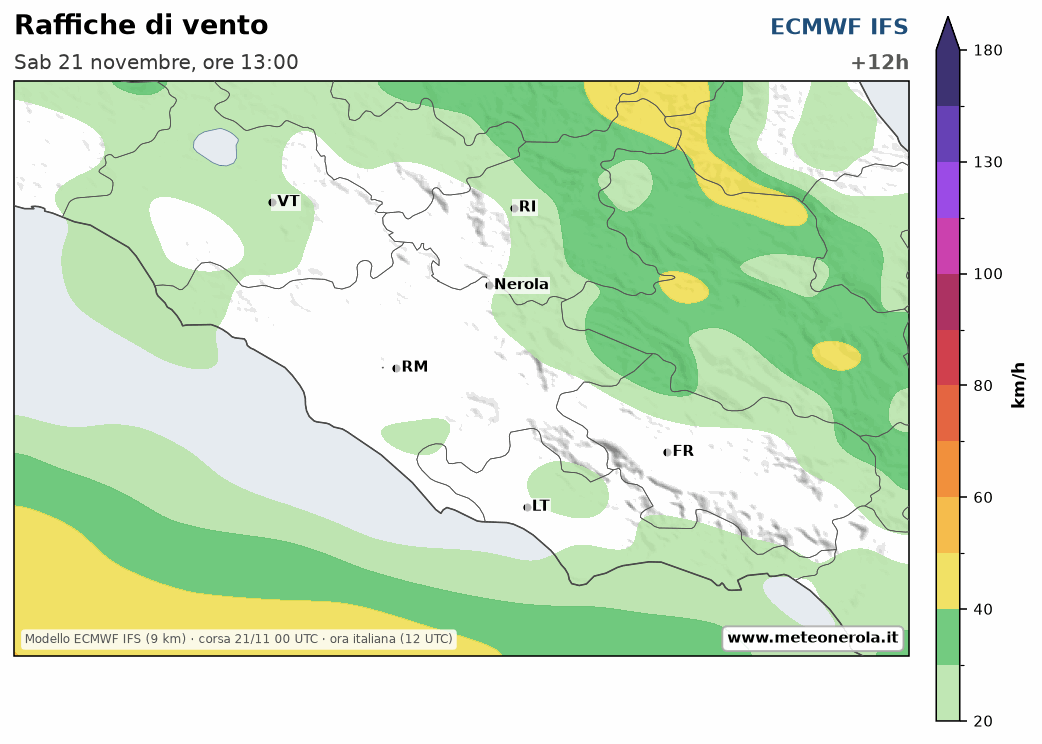 Raffiche di vento
ECMWF IFS
Sab 21 novembre, ore 13:00
+12h
180
130
100
80
60
40
20
km/h
VT
RI
Nerola
RM
FR
LT
Modello ECMWF IFS (9 km) · corsa 21/11 00 UTC · ora italiana (12 UTC)
www.meteonerola.it